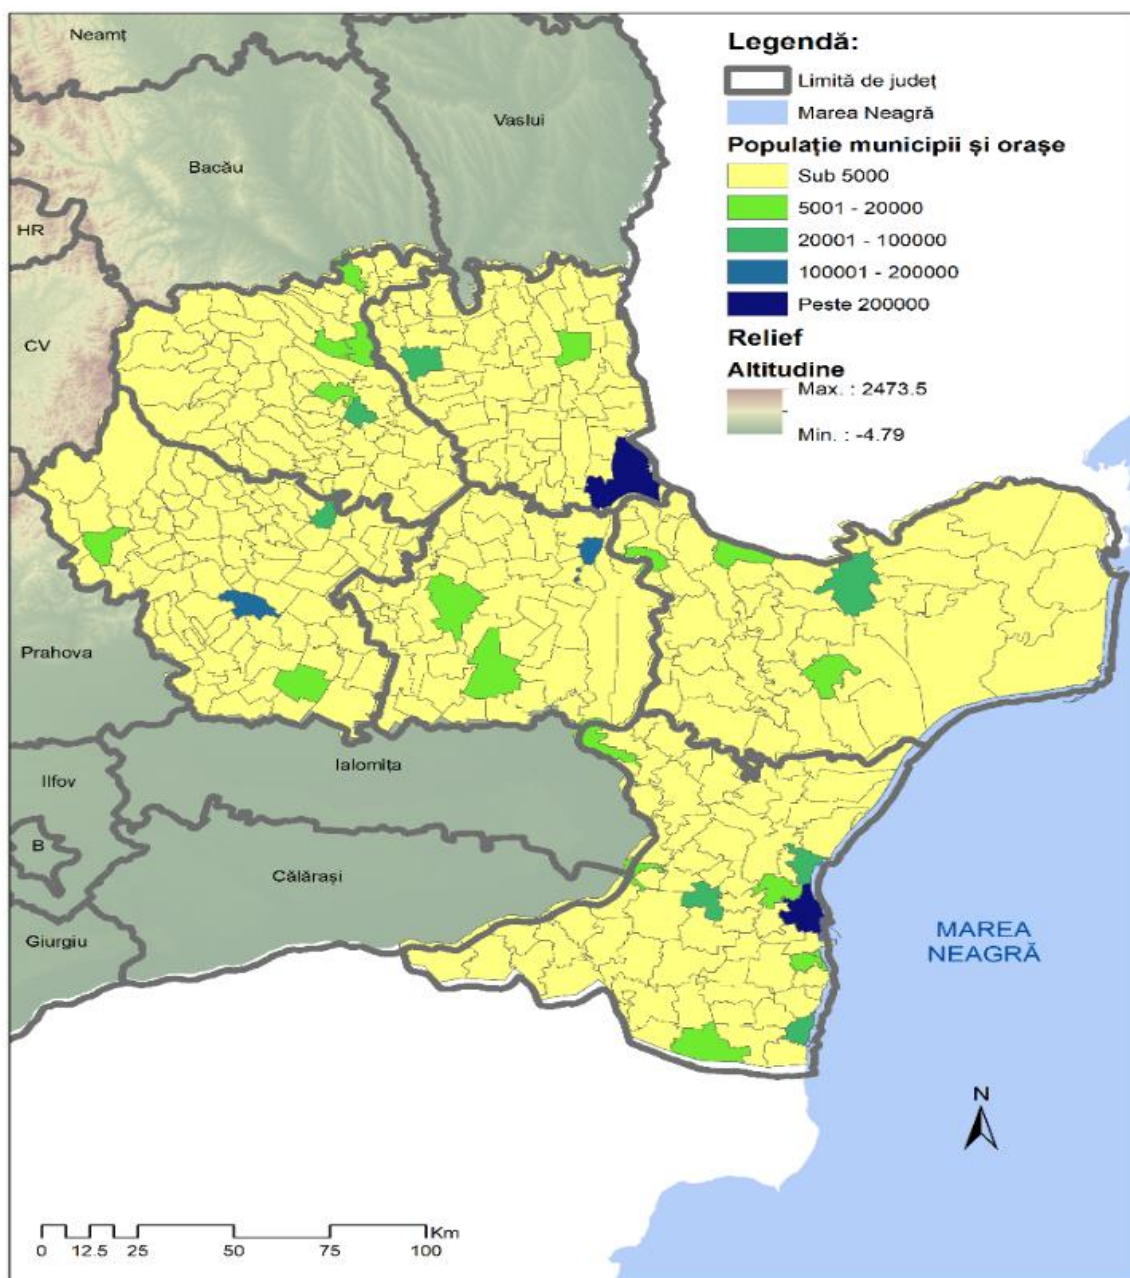 Neamț
Vaslui
Bacău
HR
CV
Prahova
Ilfov
Ialomița
B
Călărași
Giurgiu
Legendă:
Limită de județ
Marea Neagră
Populație municipii și orașe
Sub 5000
5001 - 20000
20001 - 100000
100001 - 200000
Peste 200000
Relief
Altitudine
Max. : 2473.5
Min. : -4.79
MAREA
NEAGRĂ
N
Km
0 12.5 25 50 75 100